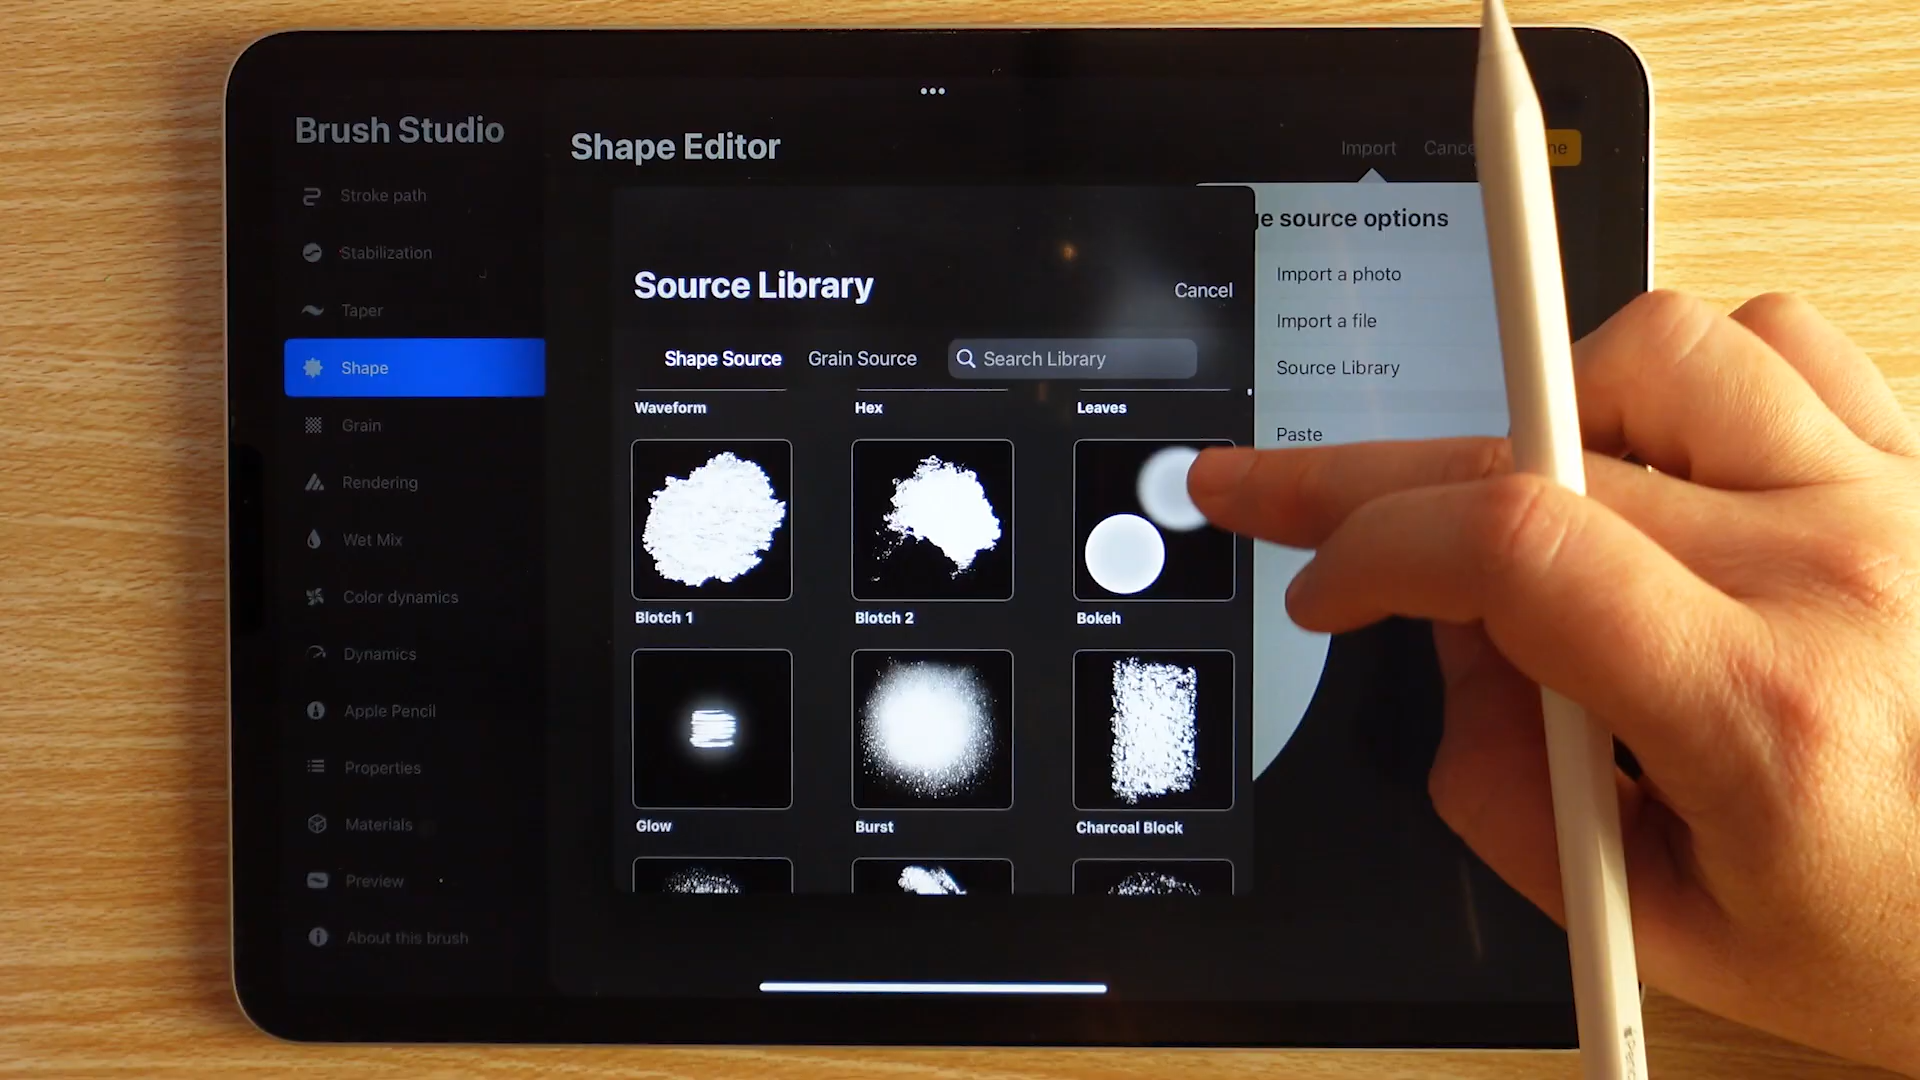 Brush Studio
Stroke path
Stabilization
Taper
Shape
Grain
Rendering
Wet Mix
Color dynamics
Dynamics
Apple Pencil
Properties
Materials
Preview
About this brush
Shape Editor
Import
source options
Import a photo
Import a file
Source Library
Paste
Source Library
Cancel
Shape Source Grain Source Search Library
Waveform Hex Leaves
Blotch 1 Blotch 2 Bokeh
Glow Burst Charcoal Block